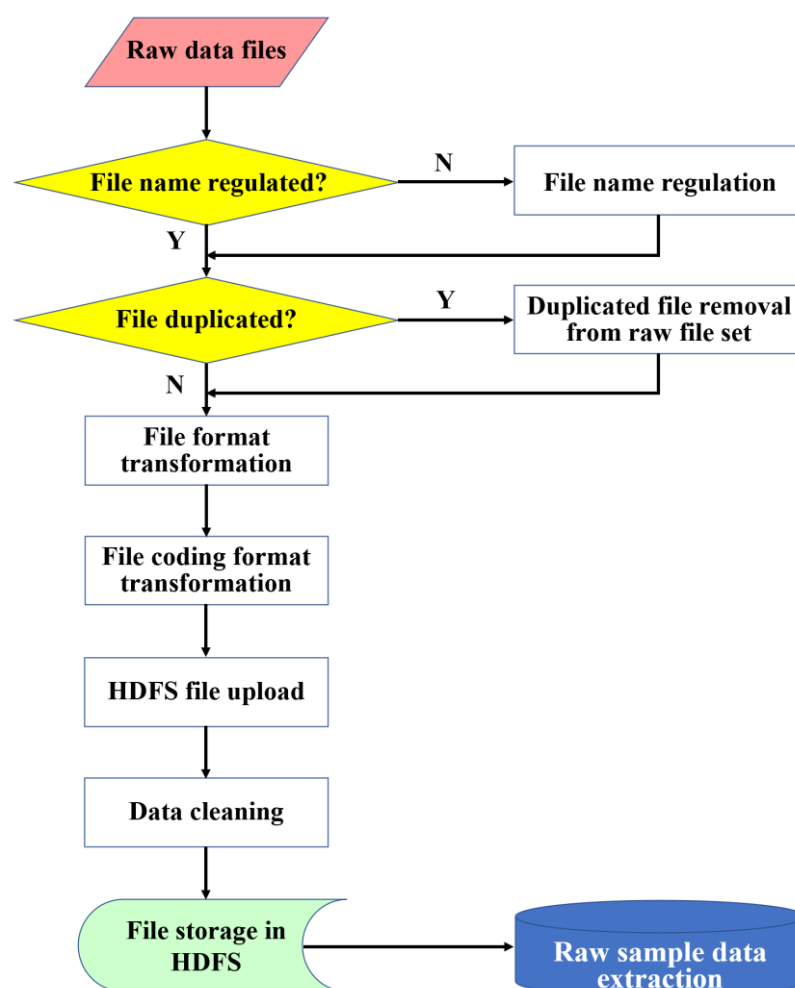 Raw data files
File name regulated?
N
File name regulation
Y
File duplicated?
Y
Duplicated file removal
from raw file set
N
File format
transformation
File coding format
transformation
HDFS file upload
Data cleaning
File storage in
HDFS
Raw sample data
extraction